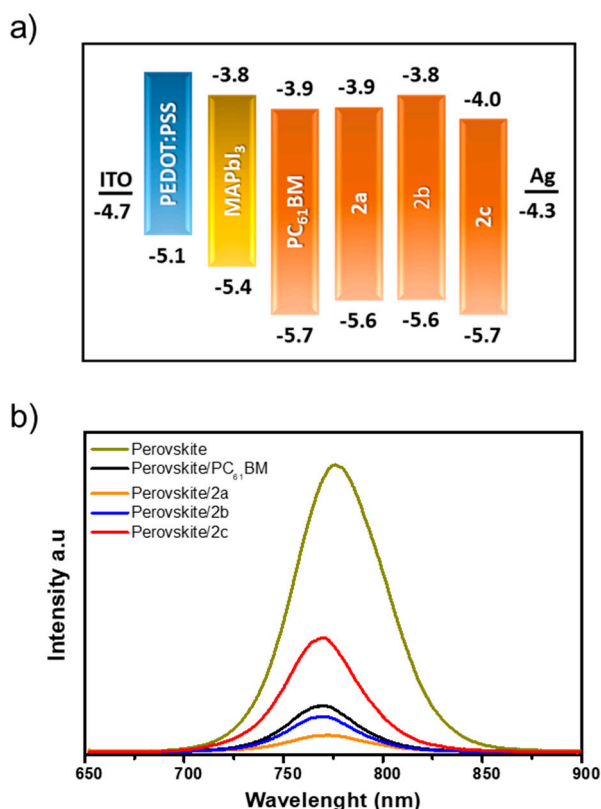 a)
-3.8
-3.9
-3.9
-3.8
-4.0
ITO
-4.7
PEDOT:PSS
MAPbI₃
PC₆₁BM
2a
2b
2c
Ag
-4.3
-5.1
-5.4
-5.7
-5.6
-5.6
-5.7
b)
Perovskite
Perovskite/PC₆₁BM
Perovskite/2a
Perovskite/2b
Perovskite/2c
Intensity a.u
650 700 750 800 850 900
Wavelenght (nm)